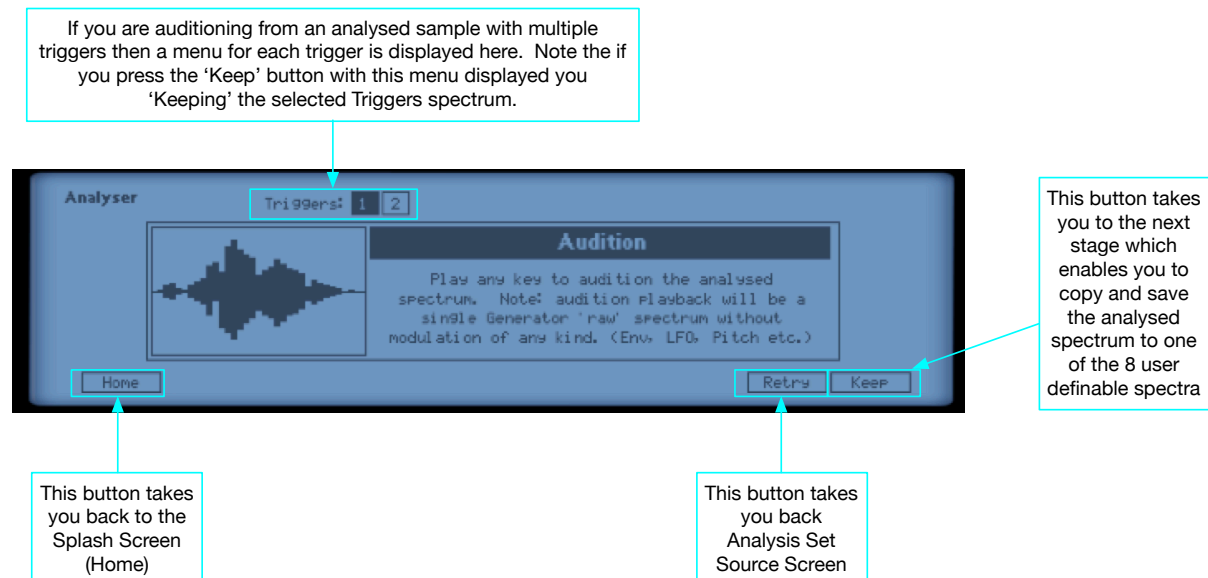 If you are auditioning from an analysed sample with multiple
triggers then a menu for each trigger is displayed here.  Note the if
you press the ‘Keep’ button with this menu displayed you
‘Keeping’ the selected Triggers spectrum.
Analyser
Triggers: 1 2
Audition
Play any key to audition the analysed
spectrum.  Note: audition playback will be a
single Generator 'raw' spectrum without
modulation of any kind. (Env, LFO, Pitch etc.)
Home
Retry
Keep
This button takes
you to the next
stage which
enables you to
copy and save
the analysed
spectrum to one
of the 8 user
definable spectra
This button takes
you back to the
Splash Screen
(Home)
This button takes
you back
Analysis Set
Source Screen